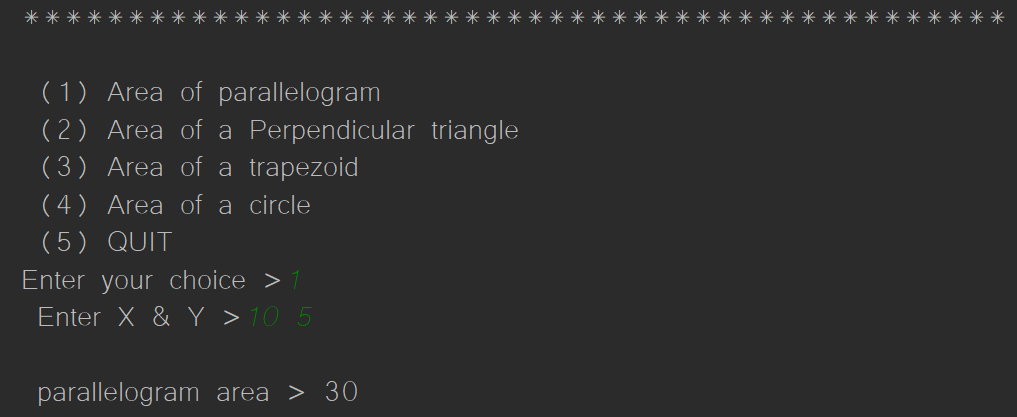 * * * * * * * * * * * * * * * * * * * * * * * * * * * * * * * * * * * * * * * * * * * * * * *
(1) Area of parallelogram
(2) Area of a Perpendicular triangle
(3) Area of a trapezoid
(4) Area of a circle
(5) QUIT
Enter your choice >1
Enter X & Y >10 5
parallelogram area > 30